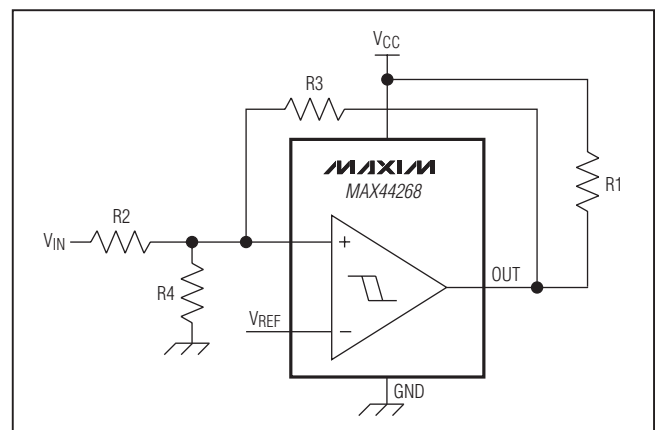 VCC
R3
MAXIM
MAX44268
R1
R2
VIN
+
OUT
R4
VREF
−
GND